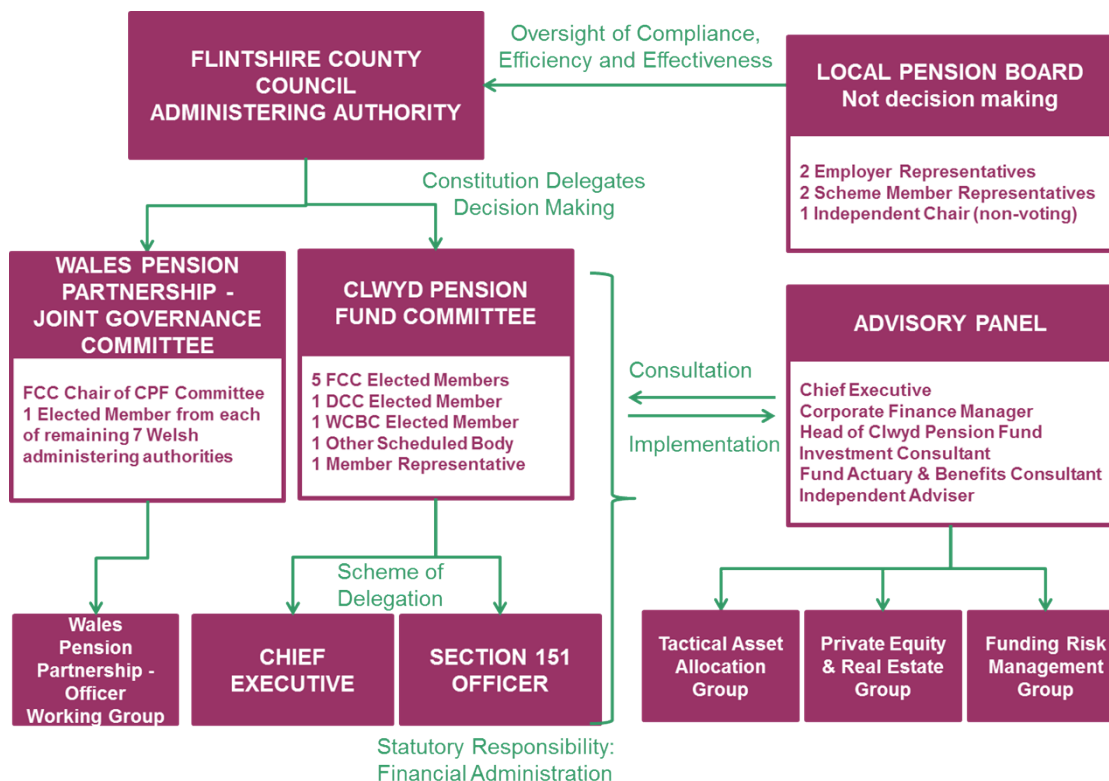 FLINTSHIRE COUNTY
COUNCIL
ADMINISTERING AUTHORITY
Oversight of Compliance,
Efficiency and Effectiveness
LOCAL PENSION BOARD
Not decision making
2 Employer Representatives
2 Scheme Member Representatives
1 Independent Chair (non-voting)
Constitution Delegates
Decision Making
WALES PENSION
PARTNERSHIP -
JOINT GOVERNANCE
COMMITTEE
FCC Chair of CPF Committee
1 Elected Member from each
of remaining 7 Welsh
administering authorities
CLWYD PENSION
FUND COMMITTEE
5 FCC Elected Members
1 DCC Elected Member
1 WCBC Elected Member
1 Other Scheduled Body
1 Member Representative
Consultation
Implementation
ADVISORY PANEL
Chief Executive
Corporate Finance Manager
Head of Clwyd Pension Fund
Investment Consultant
Fund Actuary & Benefits Consultant
Independent Adviser
Scheme of
Delegation
Wales
Pension
Partnership -
Officer
Working Group
CHIEF
EXECUTIVE
SECTION 151
OFFICER
Tactical Asset
Allocation
Group
Private Equity
& Real Estate
Group
Funding Risk
Management
Group
Statutory Responsibility:
Financial Administration